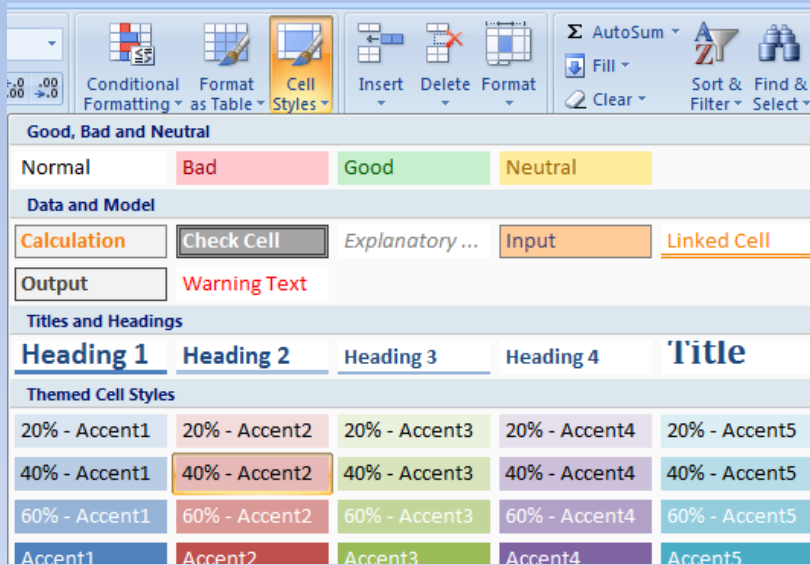 Σ AutoSum
.0 .00
.00 .0
Conditional Formatting
Format as Table
Cell Styles
Insert
Delete
Format
Fill
Clear
A
Z
Sort & Filter
Find & Select
Good, Bad and Neutral
Normal Bad Good Neutral
Data and Model
Calculation Check Cell Explanatory ... Input Linked Cell
Output Warning Text
Titles and Headings
Heading 1 Heading 2 Heading 3 Heading 4 Title
Themed Cell Styles
20% - Accent1 20% - Accent2 20% - Accent3 20% - Accent4 20% - Accent5
40% - Accent1 40% - Accent2 40% - Accent3 40% - Accent4 40% - Accent5
60% - Accent1 60% - Accent2 60% - Accent3 60% - Accent4 60% - Accent5
Accent1 Accent2 Accent3 Accent4 Accent5